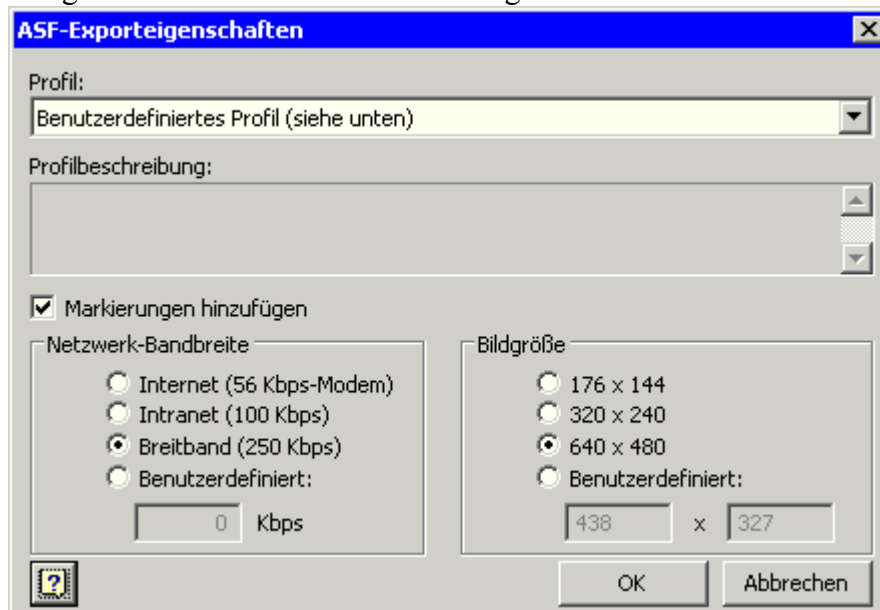 ASF-Exporteigenschaften
Profil:
Benutzerdefiniertes Profil (siehe unten)
Profilbeschreibung:
Markierungen hinzufügen
Netzwerk-Bandbreite
Internet (56 Kbps-Modem)
Intranet (100 Kbps)
Breitband (250 Kbps)
Benutzerdefiniert:
0 Kbps
Bildgröße
176 x 144
320 x 240
640 x 480
Benutzerdefiniert:
438 x 327
OK Abbrechen